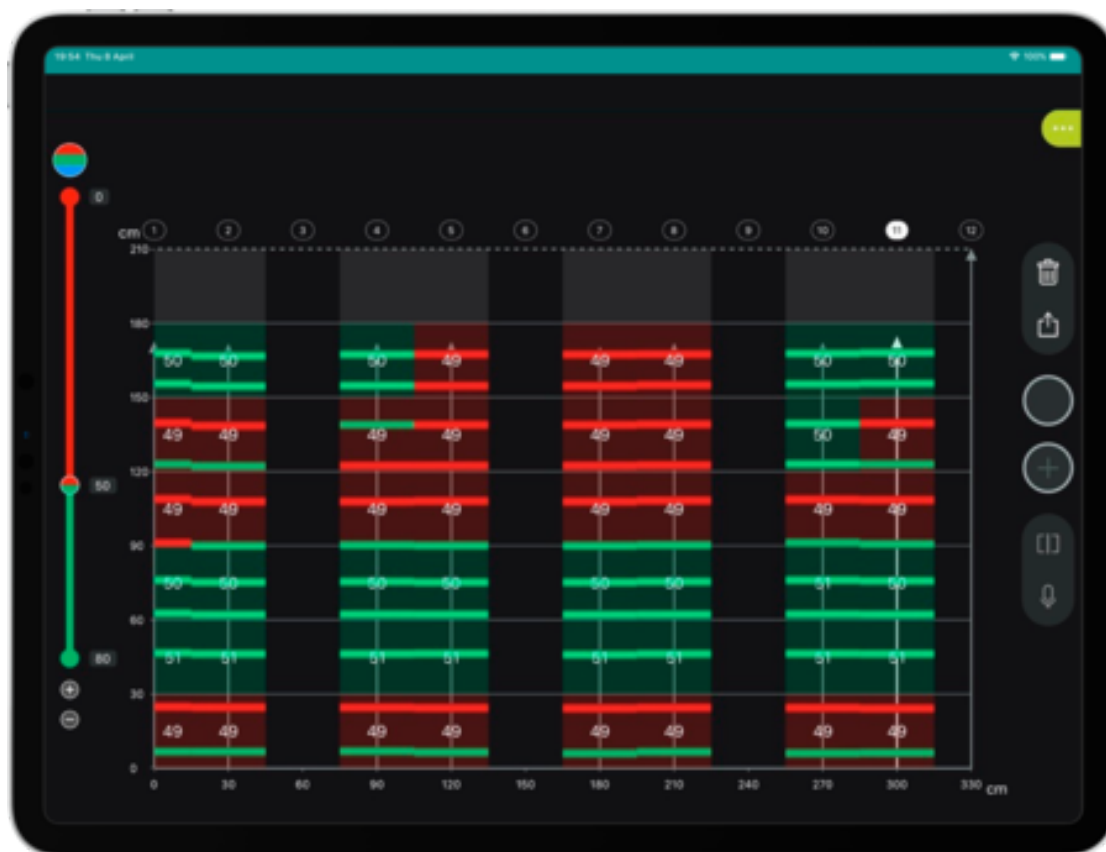 19:54 Thu 8 April 100%
0
cm 1 2 3 4 5 6 7 8 9 10 11 12
210
180
50 50 50 49 49 49 50 50
150
49 49 49 49 49 49 50 49
50 120
49 49 49 49 49 49 49 49
90
50 50 50 50 50 50 51 50
60
80 51 51 51 51 51 51 51 51
30
49 49 49 49 49 49 49 49
0
0 30 60 90 120 150 180 210 240 270 300 330 cm